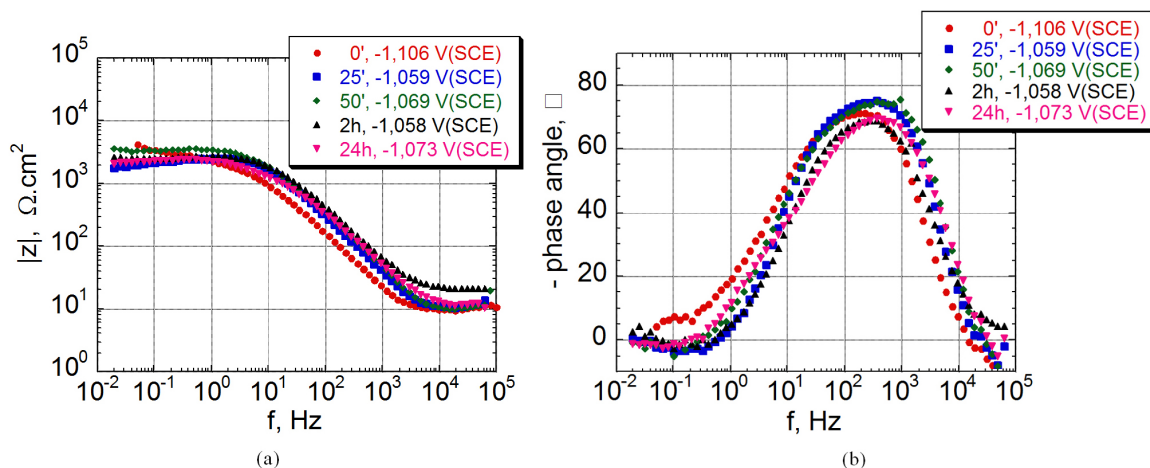 0', -1,106 V(SCE)
25', -1,059 V(SCE)
50', -1,069 V(SCE)
2h, -1,058 V(SCE)
24h, -1,073 V(SCE)
10^5
10^4
10^3
10^2
10^1
10^0
|z|, Ω.cm^2
10^-2 10^-1 10^0 10^1 10^2 10^3 10^4 10^5
f, Hz
(a)
0', -1,106 V(SCE)
25', -1,059 V(SCE)
50', -1,069 V(SCE)
2h, -1,058 V(SCE)
24h, -1,073 V(SCE)
80
60
40
20
0
- phase angle, □
10^-2 10^-1 10^0 10^1 10^2 10^3 10^4 10^5
f, Hz
(b)